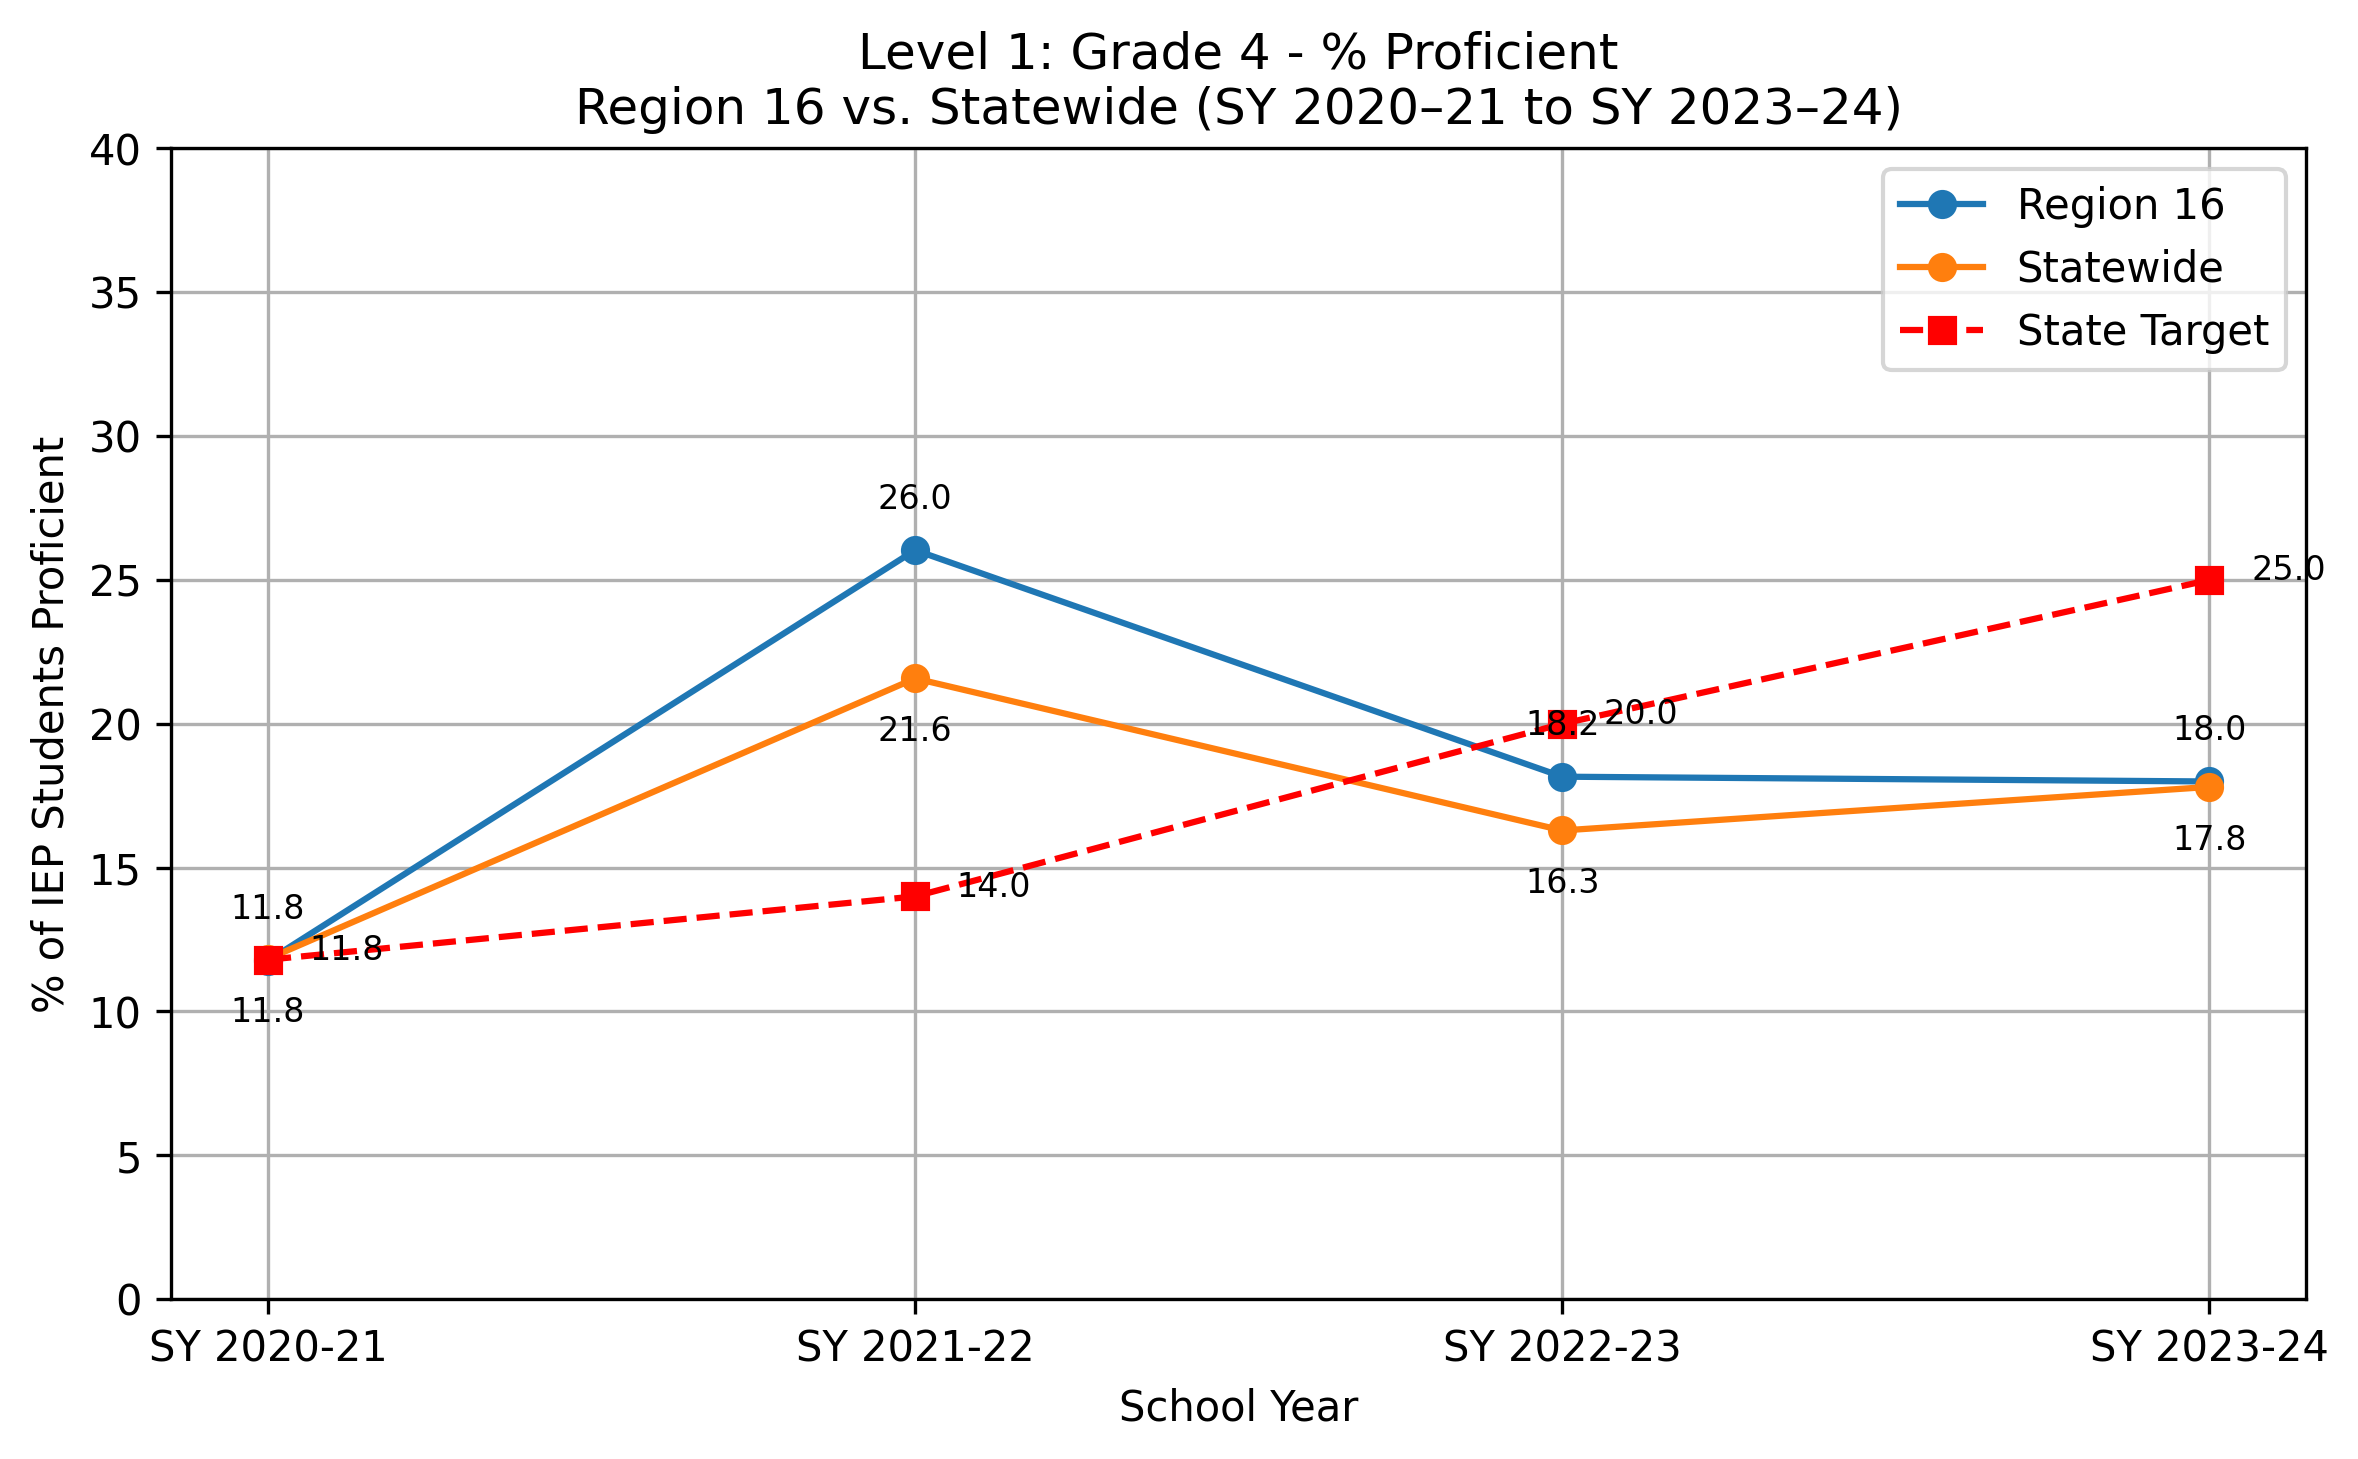 Level 1: Grade 4 - % Proficient
Region 16 vs. Statewide (SY 2020–21 to SY 2023–24)
% of IEP Students Proficient
40
35
30
25
20
15
10
5
0
Region 16
Statewide
State Target
26.0
25.0
20.0
18.2
18.0
21.6
17.8
16.3
14.0
11.8
11.8
11.8
SY 2020-21
SY 2021-22
SY 2022-23
SY 2023-24
School Year